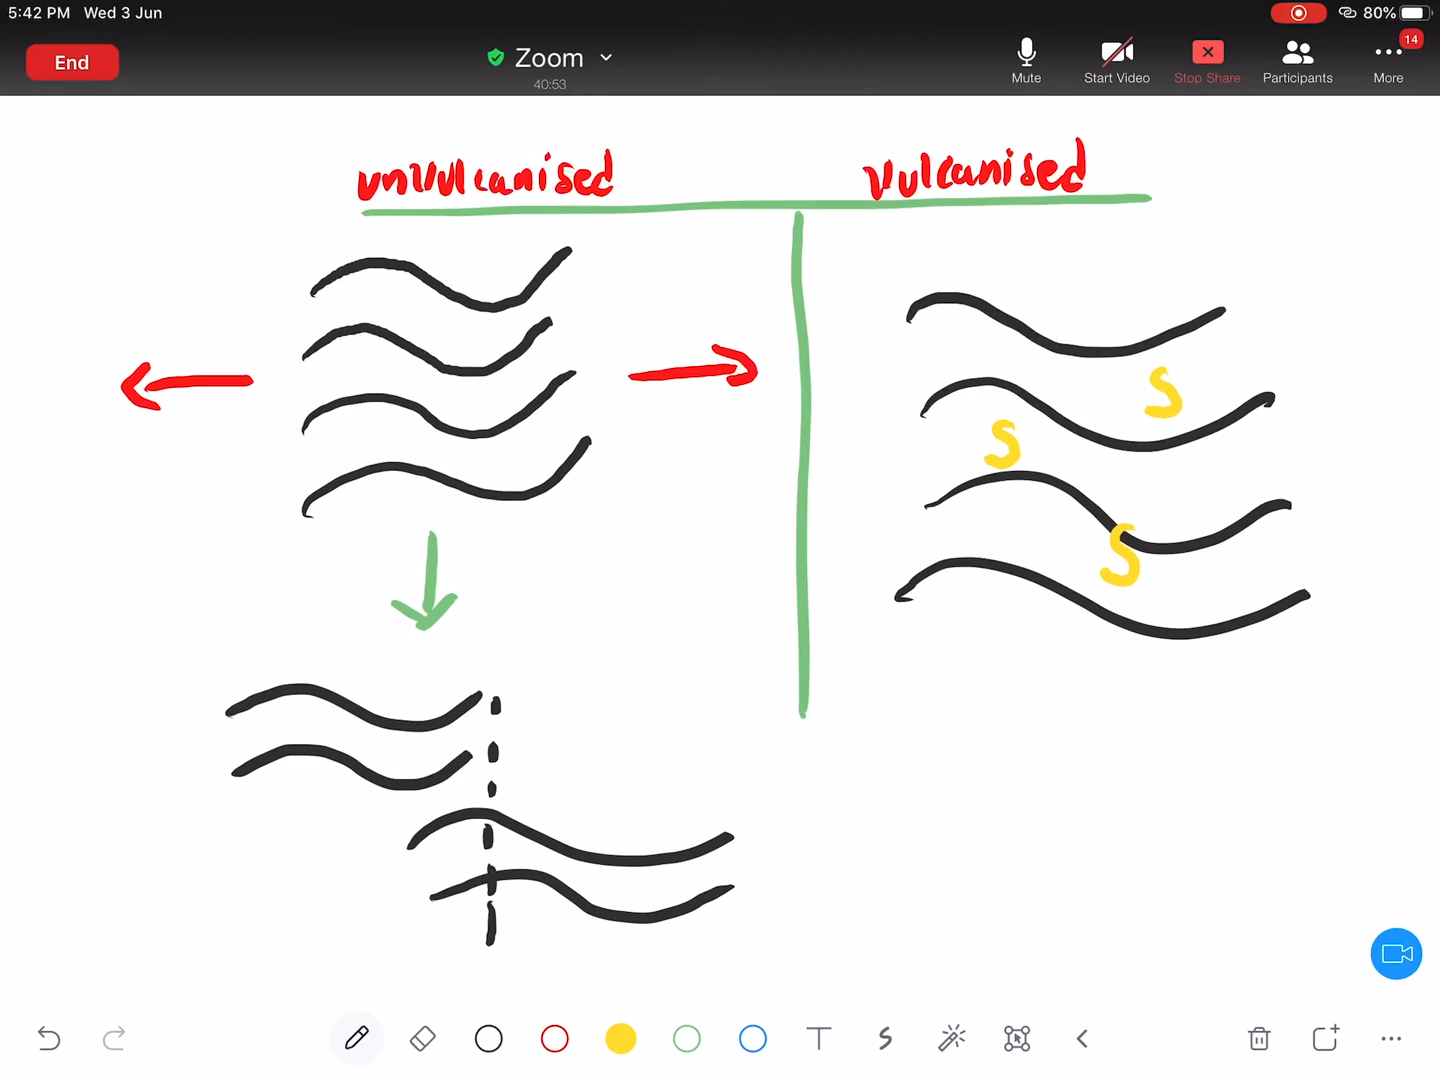 5:42 PM Wed 3 Jun
80%
End
Zoom
40:53
Mute
Start Video
Stop Share
Participants
14
More
unvulcanised
vulcanised
S
S
S
T